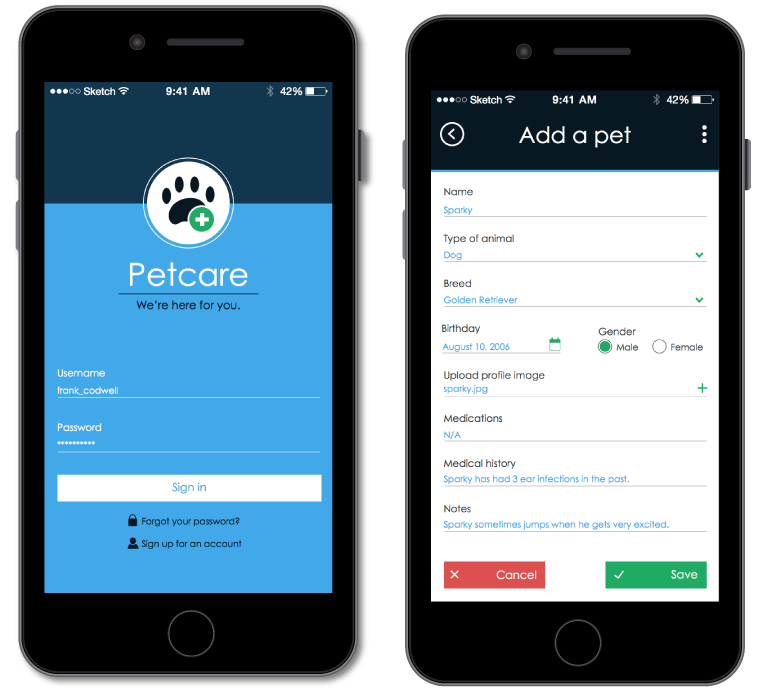 Sketch 9:41 AM 42%
Petcare
We're here for you.
Username
frank_codwell
Password
**********
Sign in
Forgot your password?
Sign up for an account
Sketch 9:41 AM 42%
Add a pet
Name
Sparky
Type of animal
Dog
Breed
Golden Retriever
Birthday
August 10, 2006
Gender
Male Female
Upload profile image
sparky.jpg
Medications
N/A
Medical history
Sparky has had 3 ear infections in the past.
Notes
Sparky sometimes jumps when he gets very excited.
Cancel Save